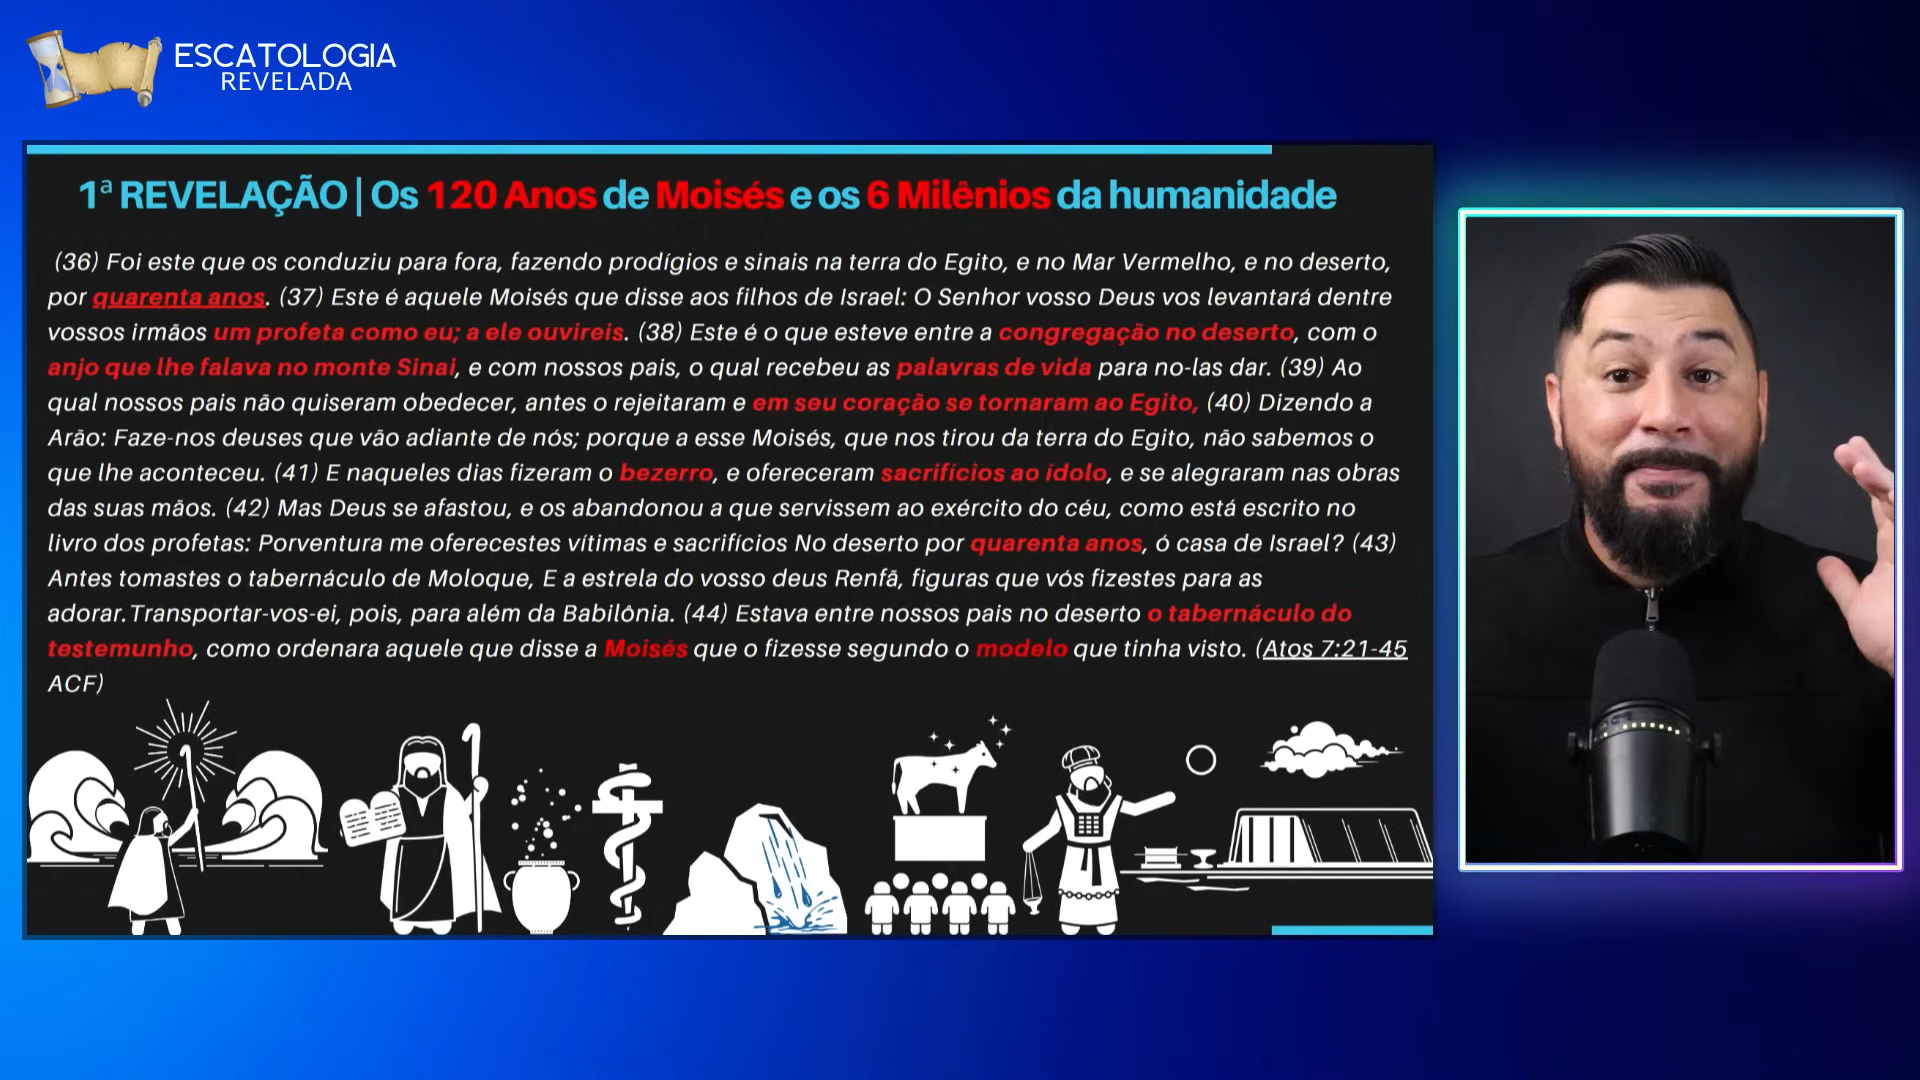 ESCATOLOGIA
REVELADA
1ª REVELAÇÃO | Os 120 Anos de Moisés e os 6 Milênios da humanidade
(36) Foi este que os conduziu para fora, fazendo prodígios e sinais na terra do Egito, e no Mar Vermelho, e no deserto,
por quarenta anos. (37) Este é aquele Moisés que disse aos filhos de Israel: O Senhor vosso Deus vos levantará dentre
vossos irmãos um profeta como eu; a ele ouvireis. (38) Este é o que esteve entre a congregação no deserto, com o
anjo que lhe falava no monte Sinai, e com nossos pais, o qual recebeu as palavras de vida para no-las dar. (39) Ao
qual nossos pais não quiseram obedecer, antes o rejeitaram e em seu coração se tornaram ao Egito, (40) Dizendo a
Arão: Faze-nos deuses que vão adiante de nós; porque a esse Moisés, que nos tirou da terra do Egito, não sabemos o
que lhe aconteceu. (41) E naqueles dias fizeram o bezerro, e ofereceram sacrifícios ao ídolo, e se alegraram nas obras
das suas mãos. (42) Mas Deus se afastou, e os abandonou a que servissem ao exército do céu, como está escrito no
livro dos profetas: Porventura me oferecestes vítimas e sacrifícios No deserto por quarenta anos, ó casa de Israel? (43)
Antes tomastes o tabernáculo de Moloque, E a estrela do vosso deus Renfã, figuras que vós fizestes para as
adorar.Transportar-vos-ei, pois, para além da Babilônia. (44) Estava entre nossos pais no deserto o tabernáculo do
testemunho, como ordenara aquele que disse a Moisés que o fizesse segundo o modelo que tinha visto. (Atos 7:21-45
ACF)